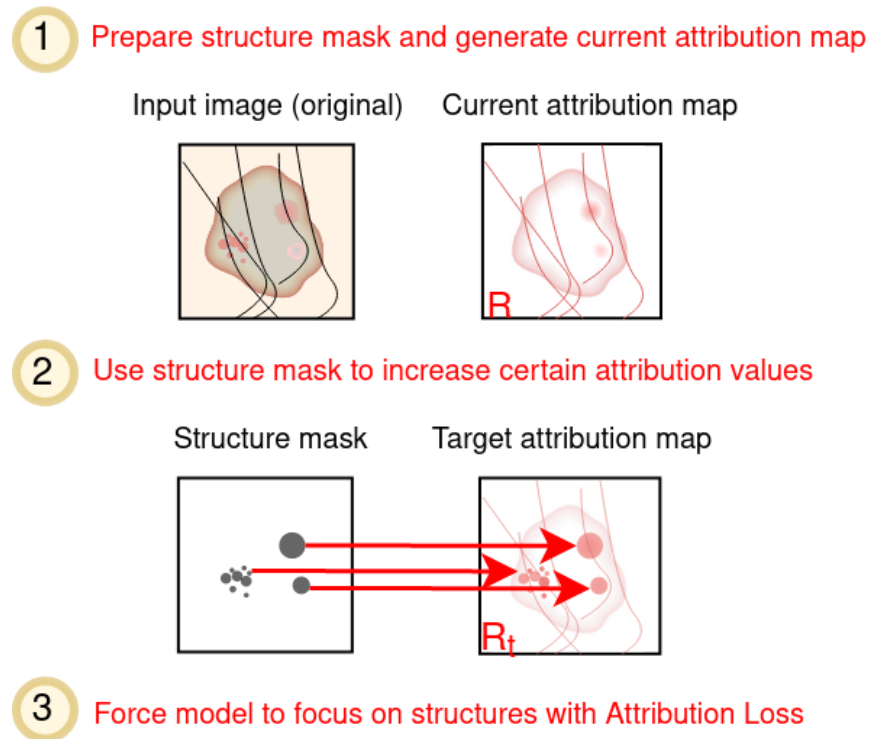 1 Prepare structure mask and generate current attribution map
Input image (original) Current attribution map
R
2 Use structure mask to increase certain attribution values
Structure mask Target attribution map
Rt
3 Force model to focus on structures with Attribution Loss